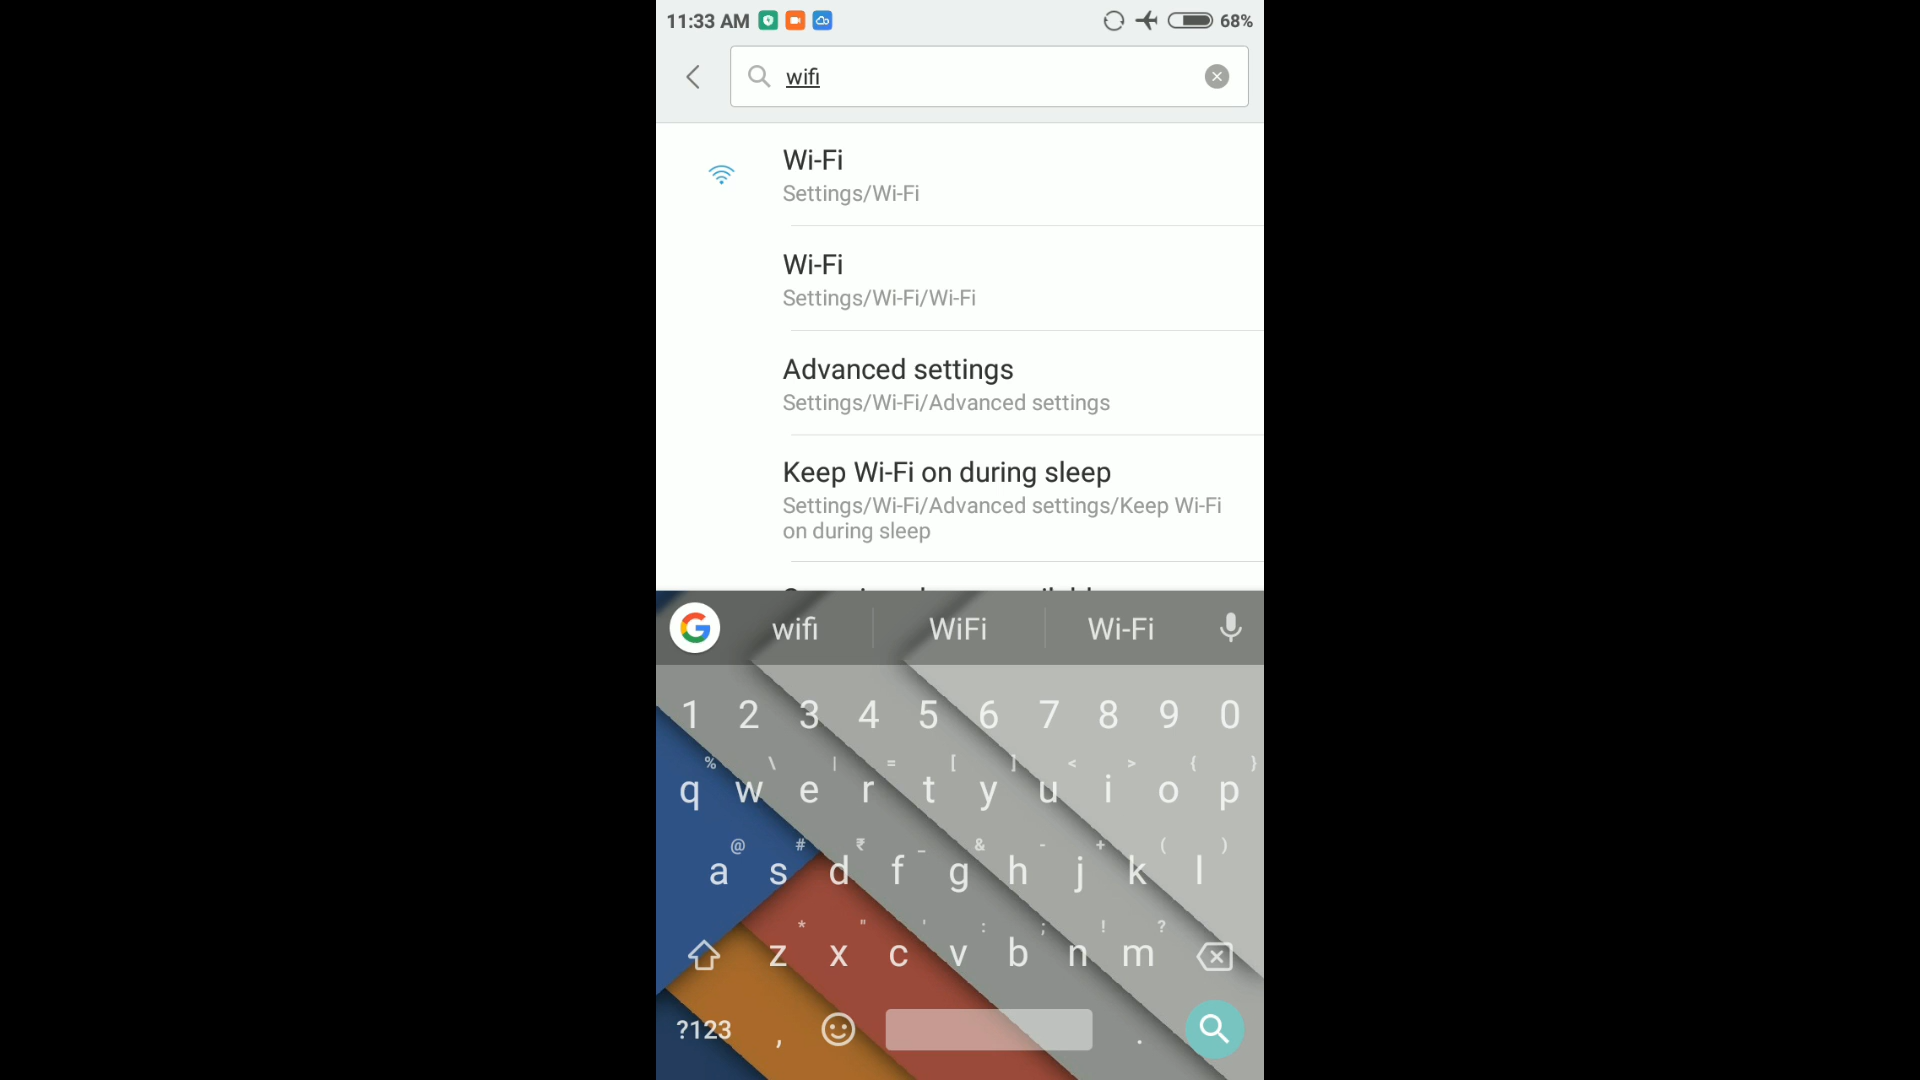 11:33 AM 68%
wifi
Wi-Fi
Settings/Wi-Fi
Wi-Fi
Settings/Wi-Fi/Wi-Fi
Advanced settings
Settings/Wi-Fi/Advanced settings
Keep Wi-Fi on during sleep
Settings/Wi-Fi/Advanced settings/Keep Wi-Fi
on during sleep
G wifi WiFi Wi-Fi
1 2 3 4 5 6 7 8 9 0
% \ | = [ ] < > { }
q w e r t y u i o p
@ # ₹ _ & - + ( )
a s d f g h j k l
* " ' : ; ! ?
z x c v b n m
?123 , .